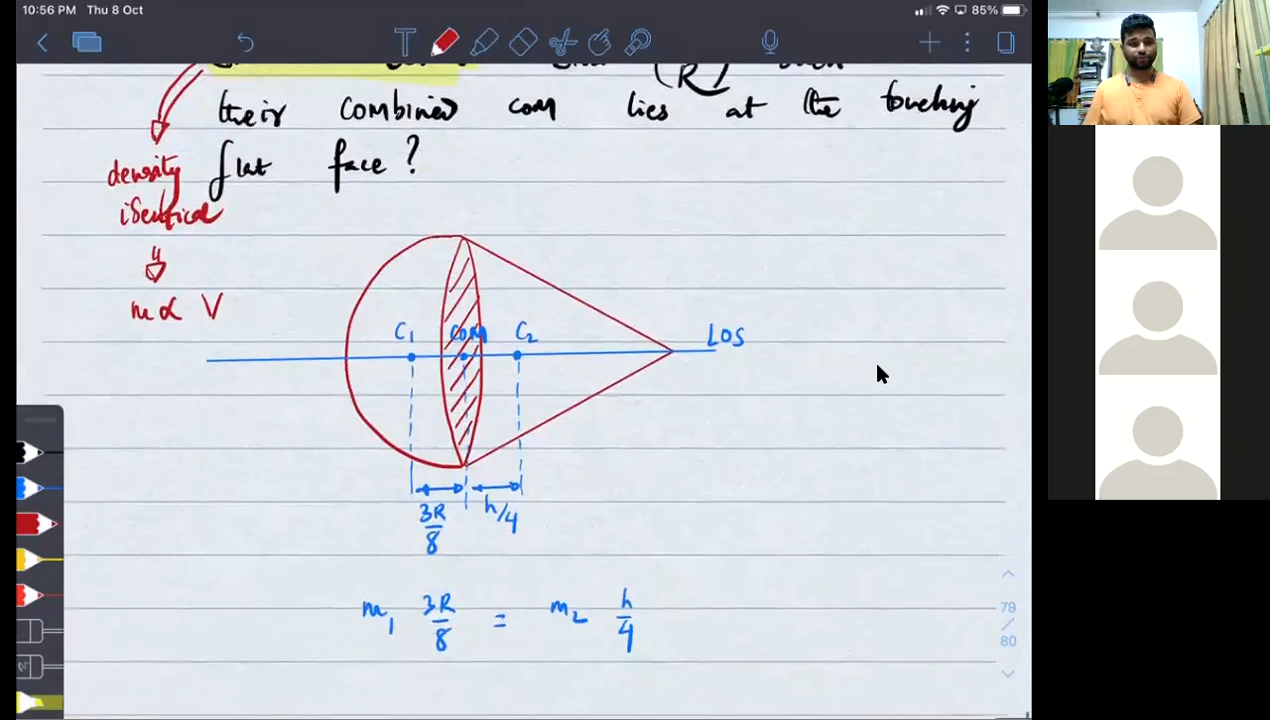 10:56 PM Thu 8 Oct
85%
(R)
their combined com lies at the touching
flat face ?
density
identical
m ∝ V
C1 COM C2 LOS
3R/8 h/4
m1 3R/8 = m2 h/4
79
/
80